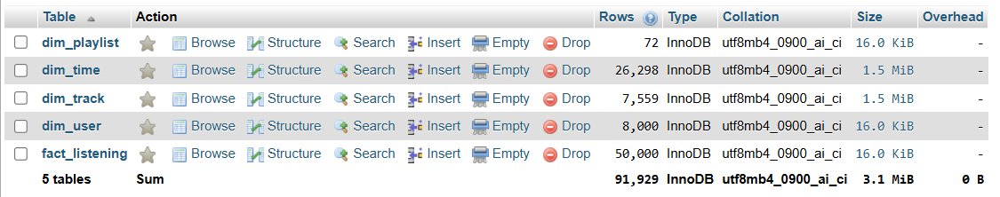 Table Action Rows Type Collation Size Overhead
dim_playlist Browse Structure Search Insert Empty Drop 72 InnoDB utf8mb4_0900_ai_ci 16.0 KiB -
dim_time Browse Structure Search Insert Empty Drop 26,298 InnoDB utf8mb4_0900_ai_ci 1.5 MiB -
dim_track Browse Structure Search Insert Empty Drop 7,559 InnoDB utf8mb4_0900_ai_ci 1.5 MiB -
dim_user Browse Structure Search Insert Empty Drop 8,000 InnoDB utf8mb4_0900_ai_ci 16.0 KiB -
fact_listening Browse Structure Search Insert Empty Drop 50,000 InnoDB utf8mb4_0900_ai_ci 16.0 KiB -
5 tables Sum 91,929 InnoDB utf8mb4_0900_ai_ci 3.1 MiB 0 B